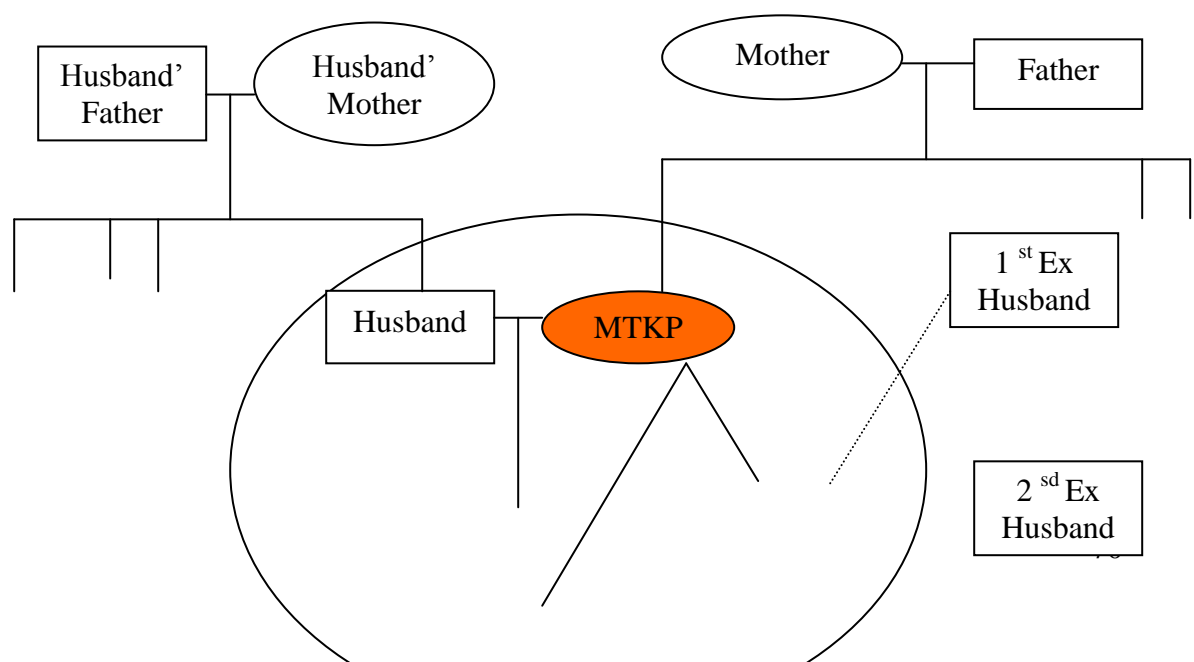 Husband'
Father
Husband'
Mother
Mother
Father
1 st Ex
Husband
Husband
MTKP
2 sd Ex
Husband